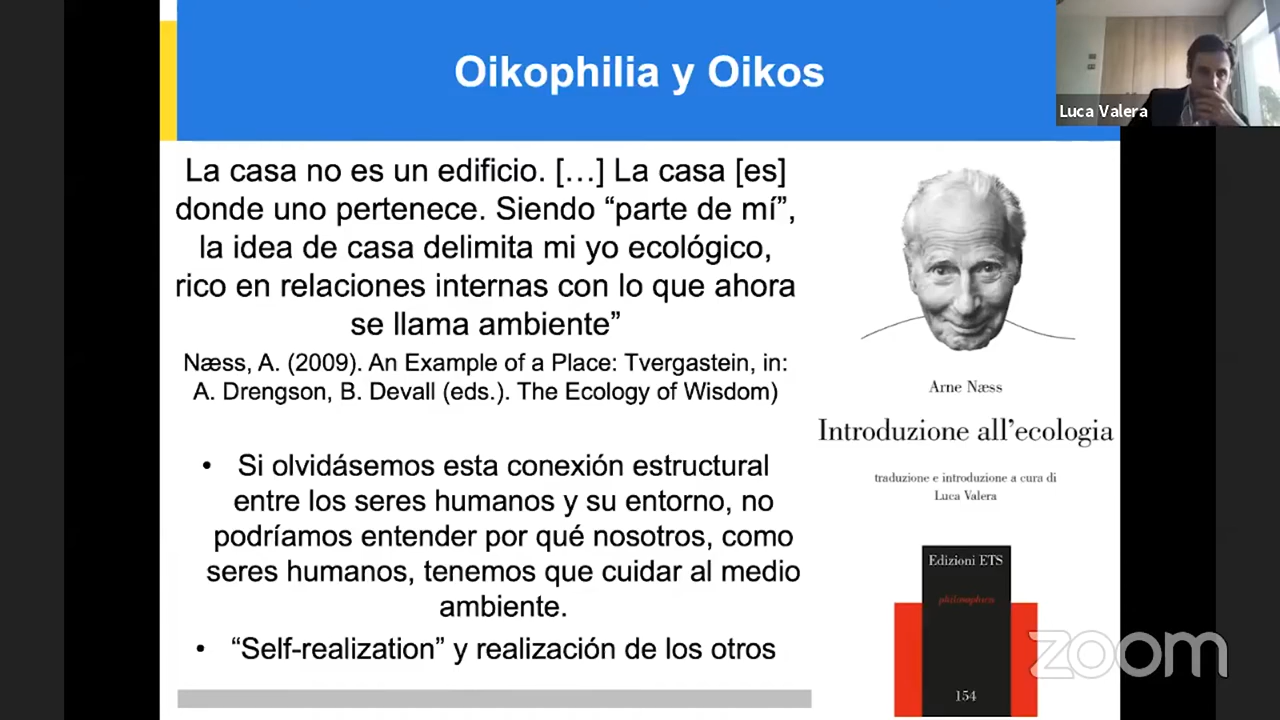 Oikophilia y Oikos
Luca Valera
La casa no es un edificio. […] La casa [es]
donde uno pertenece. Siendo “parte de mí”,
la idea de casa delimita mi yo ecológico,
rico en relaciones internas con lo que ahora
se llama ambiente”
Næss, A. (2009). An Example of a Place: Tvergastein, in:
A. Drengson, B. Devall (eds.). The Ecology of Wisdom)
• Si olvidásemos esta conexión estructural
entre los seres humanos y su entorno, no
podríamos entender por qué nosotros, como
seres humanos, tenemos que cuidar al medio
ambiente.
• “Self-realization” y realización de los otros
Arne Næss
Introduzione all’ecologia
traduzione e introduzione a cura di
Luca Valera
Edizioni ETS
philosophica
154
zoom